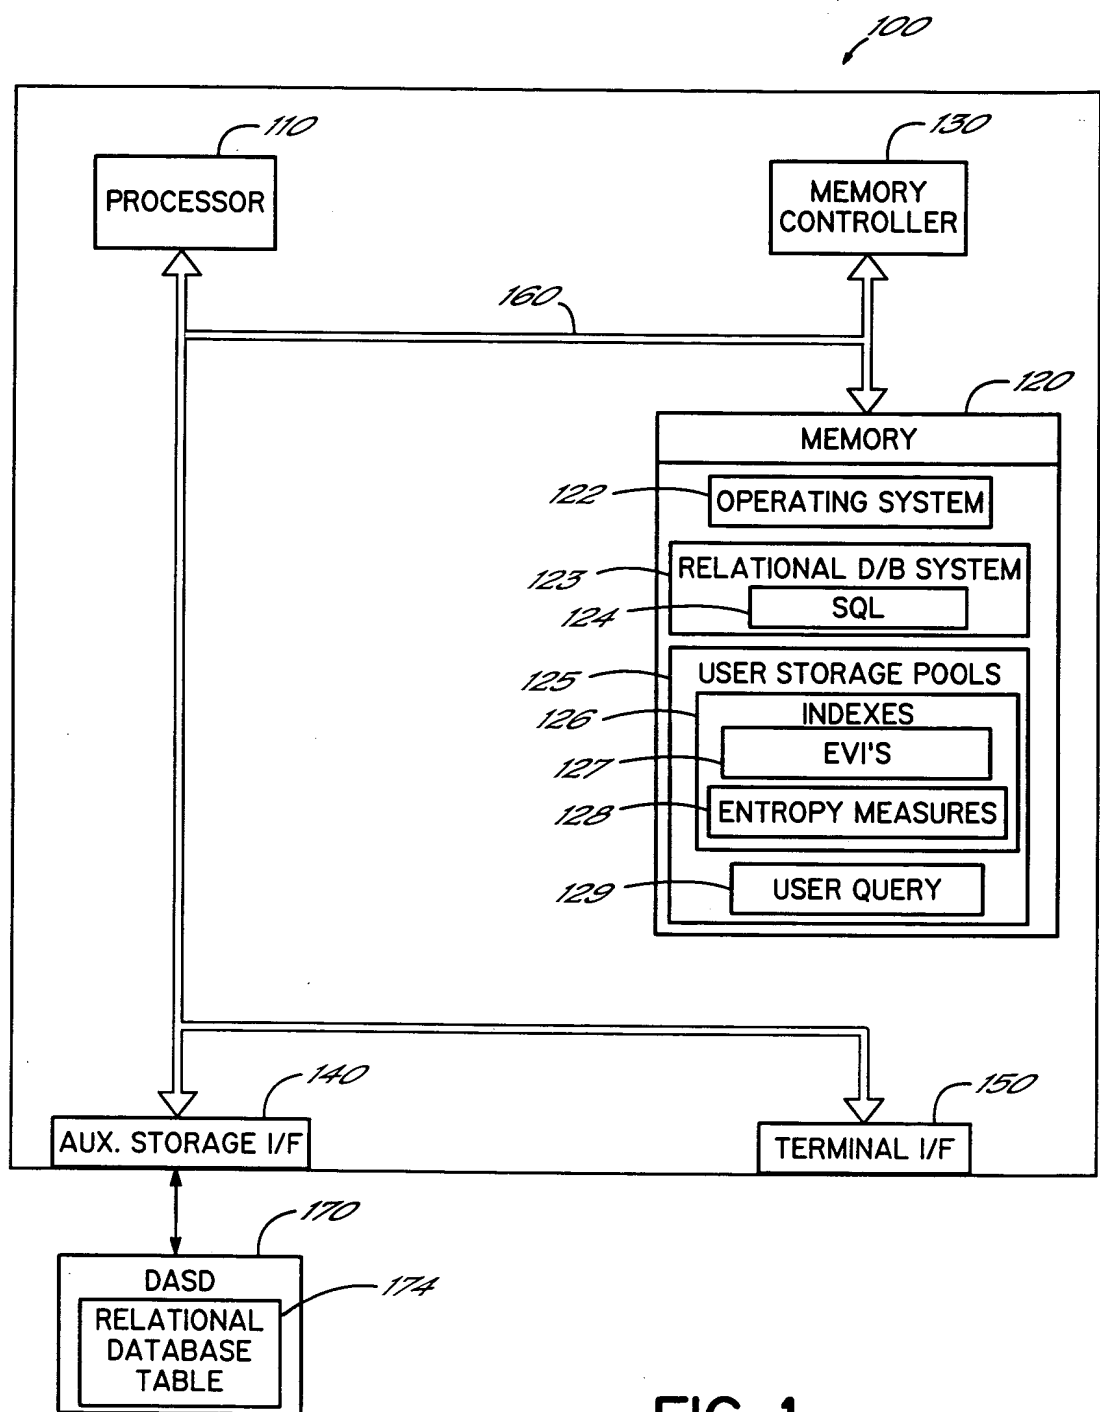 100
110
130
PROCESSOR
MEMORY
CONTROLLER
160
120
MEMORY
122
OPERATING SYSTEM
123
RELATIONAL D/B SYSTEM
124
SQL
125
USER STORAGE POOLS
126
INDEXES
127
EVI'S
128
ENTROPY MEASURES
129
USER QUERY
140
150
AUX. STORAGE I/F
TERMINAL I/F
170
DASD
174
RELATIONAL
DATABASE
TABLE
FIG. 1